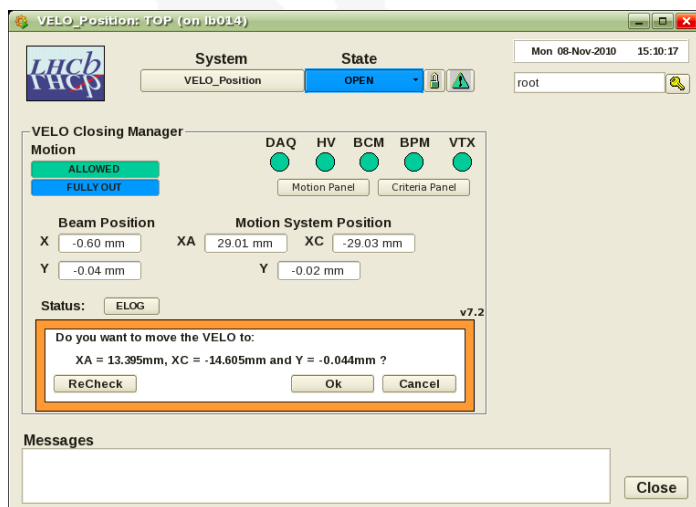 VELO_Position: TOP (on lb014)
LHCb
ГНСр
System
State
VELO_Position
OPEN
Mon 08-Nov-2010 15:10:17
root
VELO Closing Manager
Motion
ALLOWED
FULLY OUT
DAQ HV BCM BPM VTX
Motion Panel
Criteria Panel
Beam Position
Motion System Position
X -0.60 mm XA 29.01 mm XC -29.03 mm
Y -0.04 mm Y -0.02 mm
Status: ELOG
v7.2
Do you want to move the VELO to:
XA = 13.395mm, XC = -14.605mm and Y = -0.044mm ?
ReCheck Ok Cancel
Messages
Close